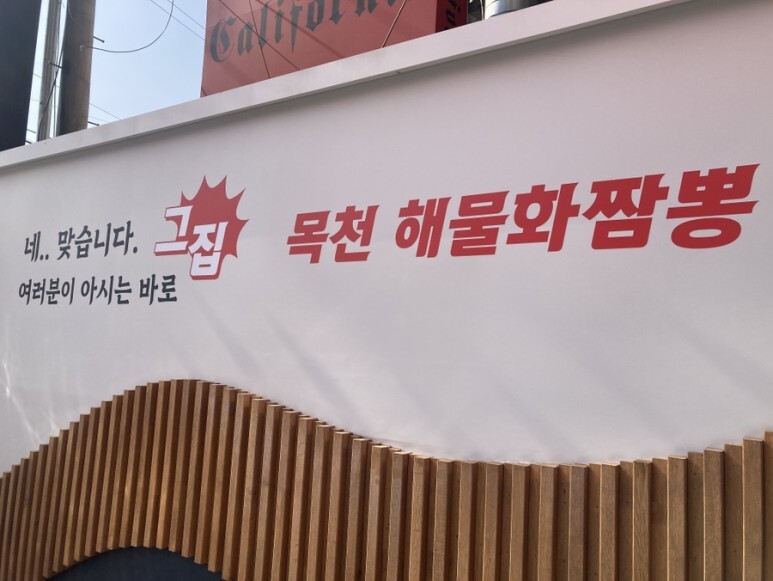 Californ
네.. 맞습니다.
여러분이 아시는 바로
그집
목천 해물화짬뽕